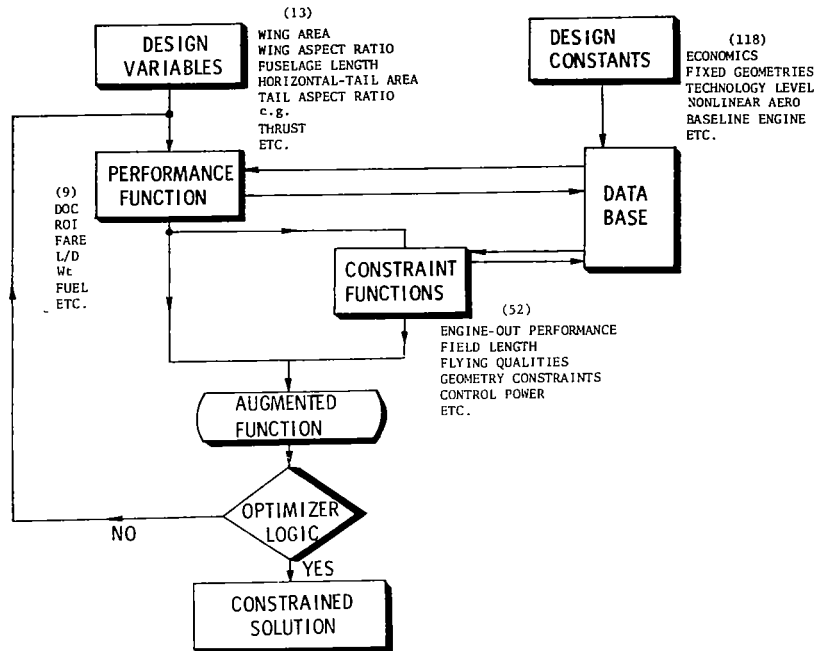 DESIGN
VARIABLES
(13)
WING AREA
WING ASPECT RATIO
FUSELAGE LENGTH
HORIZONTAL-TAIL AREA
TAIL ASPECT RATIO
c.g.
THRUST
ETC.
DESIGN
CONSTANTS
(118)
ECONOMICS
FIXED GEOMETRIES
TECHNOLOGY LEVEL
NONLINEAR AERO
BASELINE ENGINE
ETC.
PERFORMANCE
FUNCTION
(9)
DOC
ROI
FARE
L/D
Wt
FUEL
ETC.
DATA
BASE
CONSTRAINT
FUNCTIONS
(52)
ENGINE-OUT PERFORMANCE
FIELD LENGTH
FLYING QUALITIES
GEOMETRY CONSTRAINTS
CONTROL POWER
ETC.
AUGMENTED
FUNCTION
OPTIMIZER
LOGIC
NO
YES
CONSTRAINED
SOLUTION